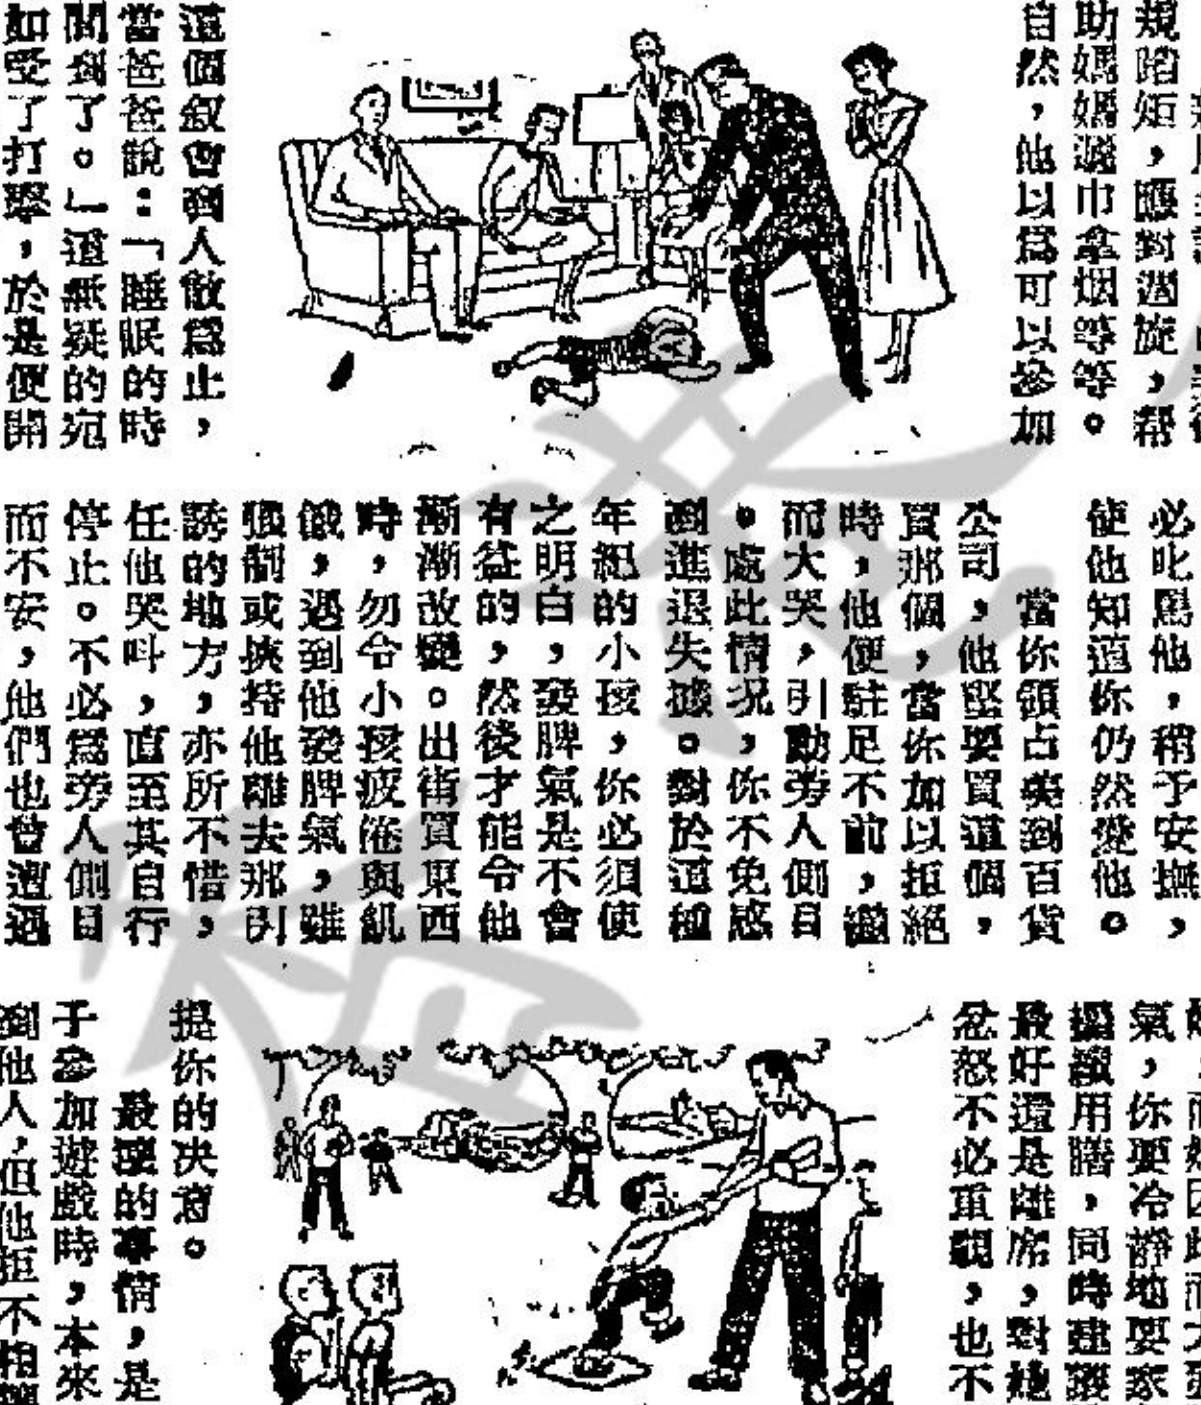 規蹈矩，應對週旋，幫
助媽媽遞巾拿烟等等。
自然，他以爲可以參加
這個敘會到人散爲止，
當爸爸說：「睡眠的時
間到了。」這無疑的宛
如受了打擊，於是便開
必叱罵他，稍予安撫，
使他知道你仍然愛他。
當你領占美到百貨
公司，他堅要買這個，
買那個，當你加以拒絕
時，他便駐足不前，繼
而大哭，引動旁人側目
。處此情况，你不免感
到進退失據。對於這種
年紀的小孩，你必須使
之明白，發脾氣是不會
有益的，然後才能令他
漸漸改變。出街買東西
時，勿令小孩疲倦與飢
餓，遇到他發脾氣，雖
強制或挾持他離去那引
誘的地方，亦所不惜，
任他哭叫，直至其自行
停止。不必爲旁人側目
而不安，他們也曾遭遇
氣，你要冷靜地要家
繼續用膳，同時建議
最好還是離席，對她
忿怒不必重視，也不
提你的决意。
最壞的事情，是
子參加遊戲時，本來
到他人，但他拒不相讓